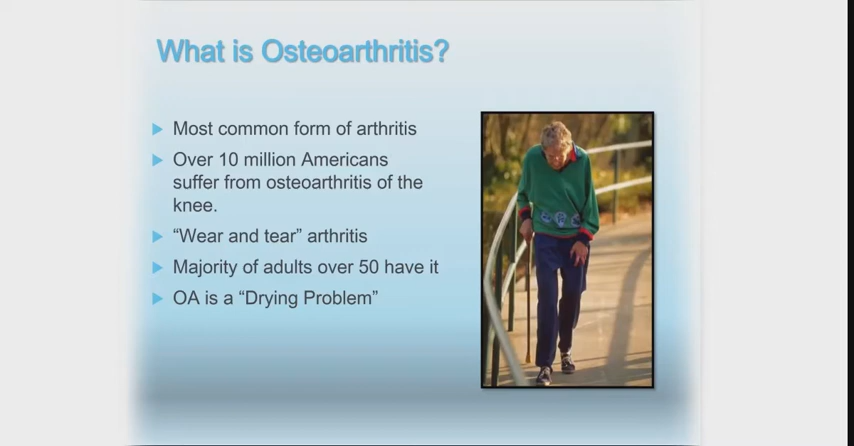 What is Osteoarthritis?
Most common form of arthritis
Over 10 million Americans
suffer from osteoarthritis of the
knee.
“Wear and tear” arthritis
Majority of adults over 50 have it
OA is a “Drying Problem”